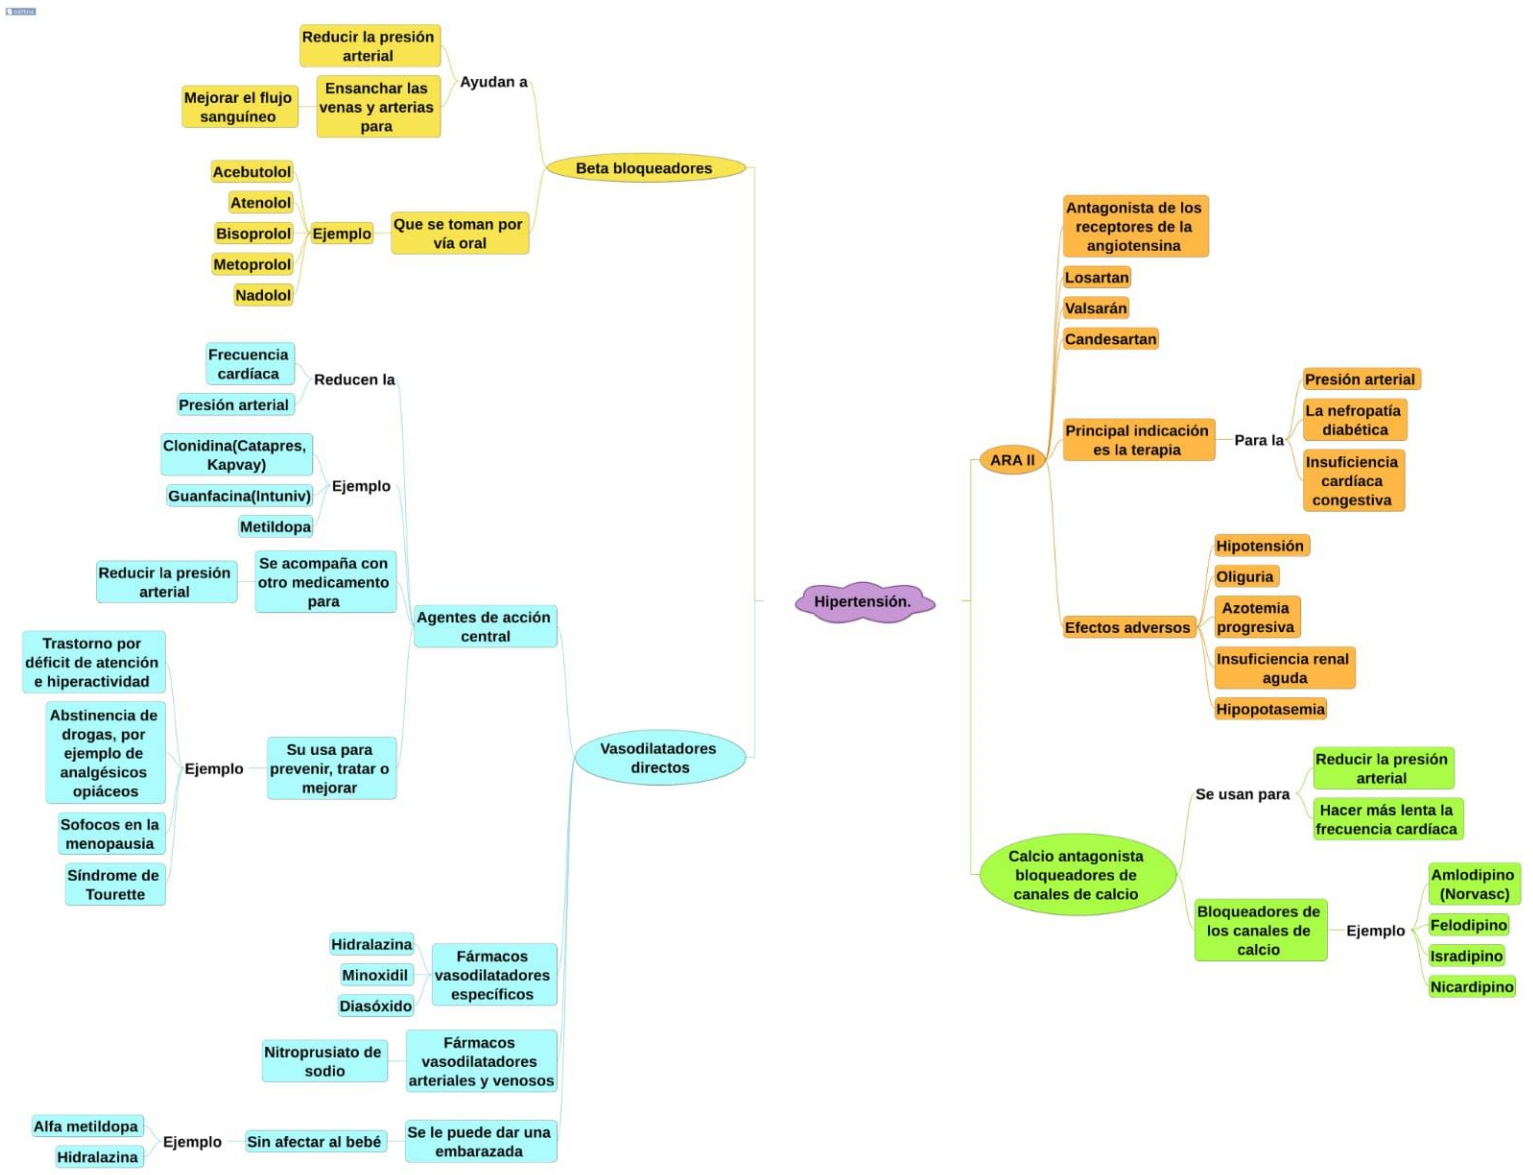 Reducir la presión
arterial
Ayudan a
Ensanchar las
venas y arterias
para
Mejorar el flujo
sanguíneo
Beta bloqueadores
Acebutolol
Atenolol
Bisoprolol
Metoprolol
Nadolol
Ejemplo
Que se toman por
vía oral
Frecuencia
cardíaca
Presión arterial
Reducen la
Clonidina(Catapres,
Kapvay)
Guanfacina(Intuniv)
Metildopa
Ejemplo
Reducir la presión
arterial
Se acompaña con
otro medicamento
para
Agentes de acción
central
Trastorno por
déficit de atención
e hiperactividad
Abstinencia de
drogas, por
ejemplo de
analgésicos
opiáceos
Sofocos en la
menopausia
Síndrome de
Tourette
Ejemplo
Su usa para
prevenir, tratar o
mejorar
Vasodilatadores
directos
Hidralazina
Minoxidil
Diasóxido
Fármacos
vasodilatadores
específicos
Nitroprusiato de
sodio
Fármacos
vasodilatadores
arteriales y venosos
Alfa metildopa
Hidralazina
Ejemplo
Sin afectar al bebé
Se le puede dar una
embarazada
Hipertensión.
Antagonista de los
receptores de la
angiotensina
Losartan
Valsarán
Candesartan
ARA II
Principal indicación
es la terapia
Para la
Presión arterial
La nefropatía
diabética
Insuficiencia
cardíaca
congestiva
Efectos adversos
Hipotensión
Oliguria
Azotemia
progresiva
Insuficiencia renal
aguda
Hipopotasemia
Calcio antagonista
bloqueadores de
canales de calcio
Se usan para
Reducir la presión
arterial
Hacer más lenta la
frecuencia cardíaca
Bloqueadores de
los canales de
calcio
Ejemplo
Amlodipino
(Norvasc)
Felodipino
Isradipino
Nicardipino